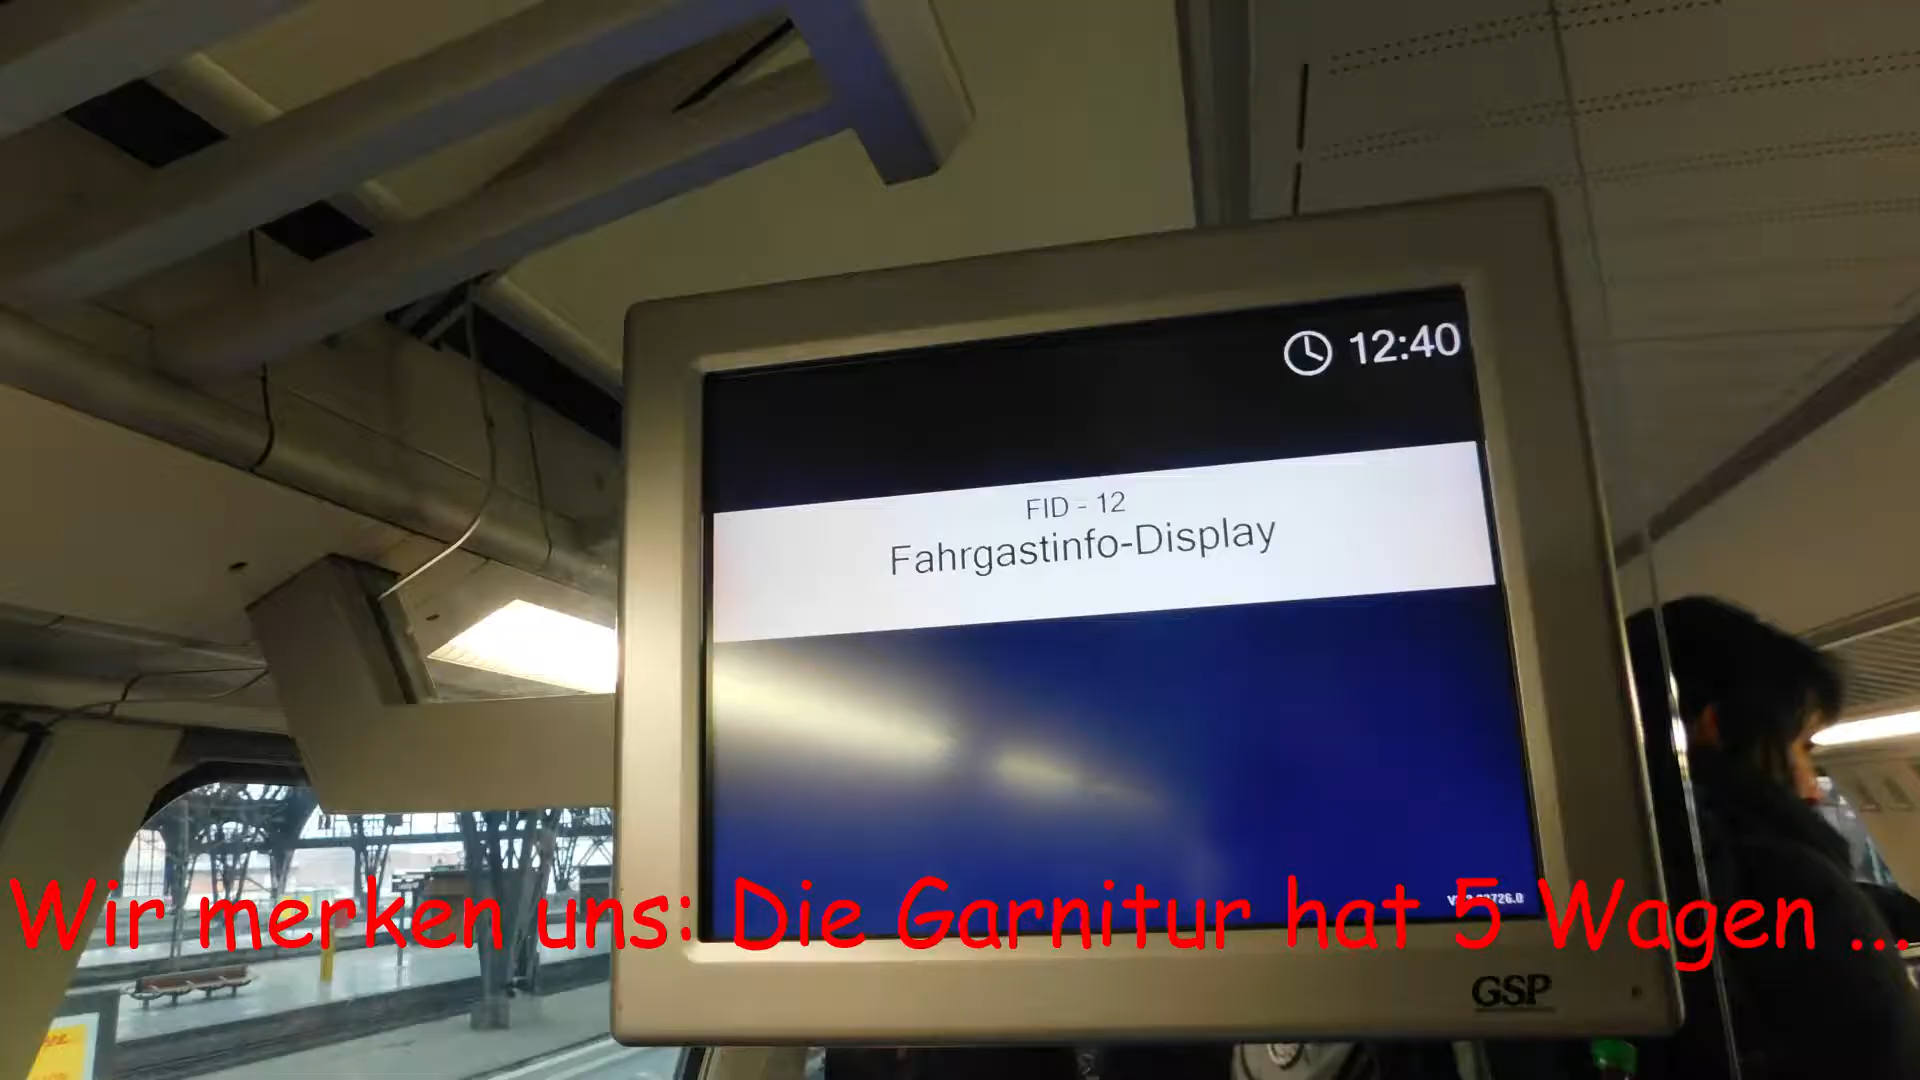 12:40
FID - 12
Fahrgastinfo-Display
Wir merken uns: Die Garnitur hat 5 Wagen ...
GSP